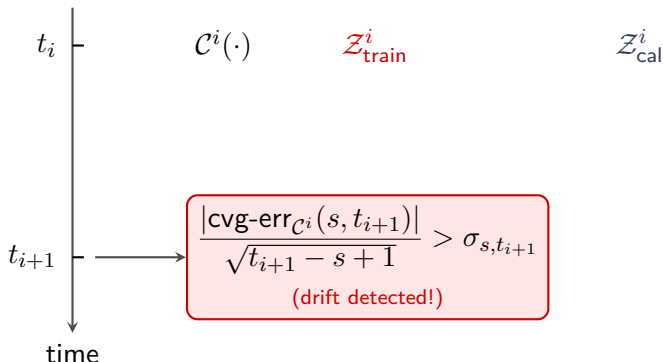 t_i C^i(·) Z^i_train Z^i_cal
t_{i+1} |cvg-err_{C^i}(s, t_{i+1})| / √(t_{i+1} − s + 1) > σ_{s,t_{i+1}}
(drift detected!)
time